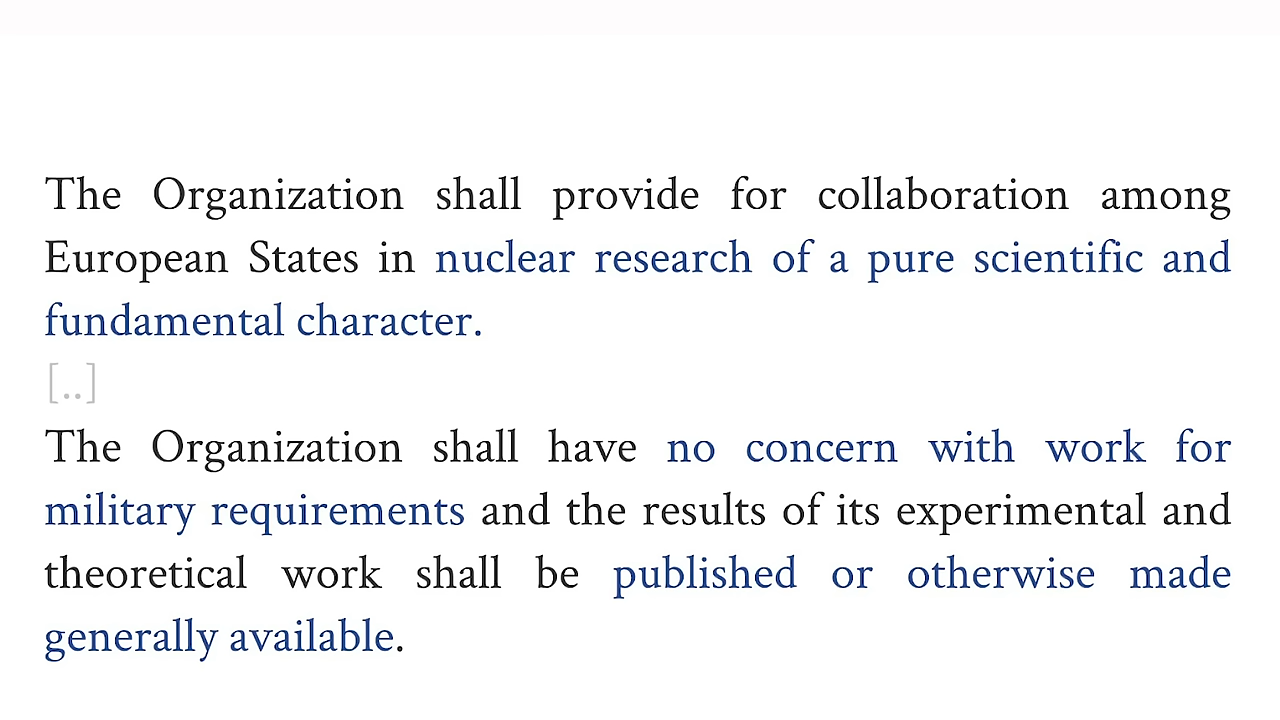 The Organization shall provide for collaboration among
European States in nuclear research of a pure scientific and
fundamental character.
[..]
The Organization shall have no concern with work for
military requirements and the results of its experimental and
theoretical work shall be published or otherwise made
generally available.